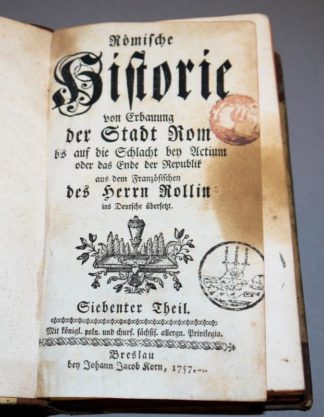 Römische
Historie
von Erbauung
der Stadt Rom
bs auf die Schlacht bey Actium
oder das Ende der Republik
aus dem Französischen
des Herrn Rollin
ins Deutsche übersetzt.
Siebenter Theil.
Mit königl. poln. und churf. sächsis. allergn. Privilegio.
Breslau
bey Johann Jacob Korn, 1757.